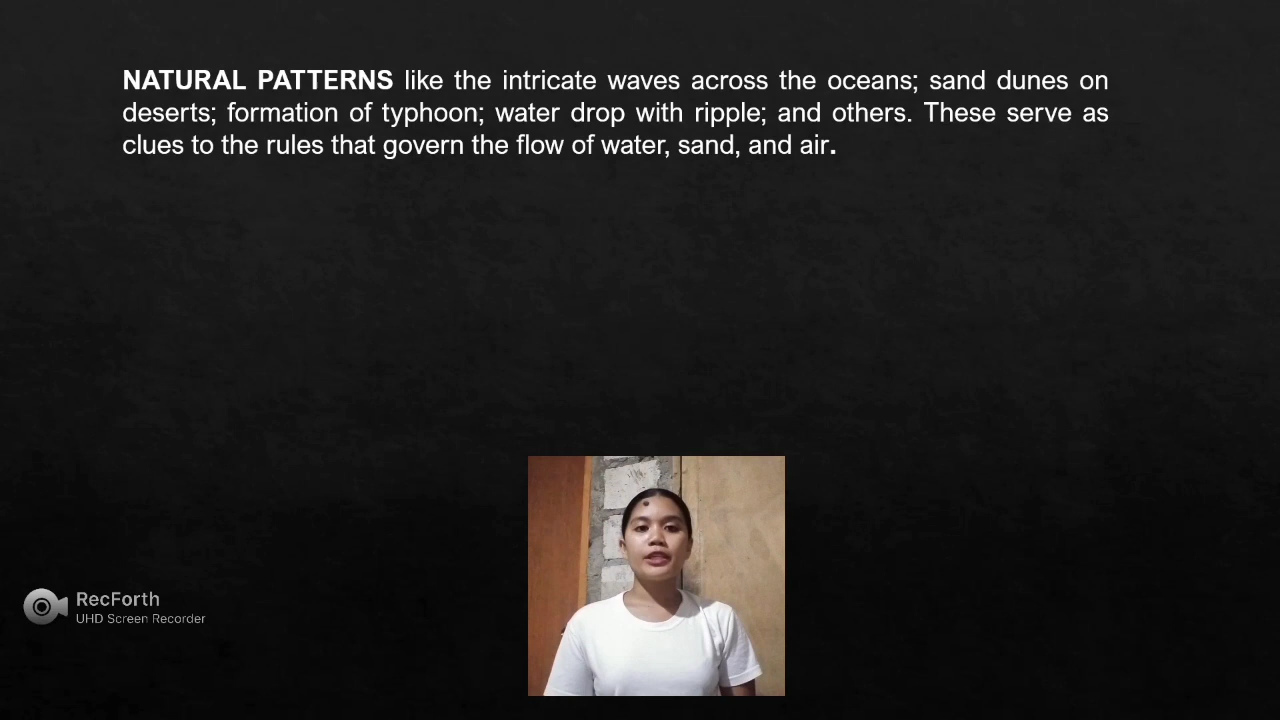 NATURAL PATTERNS like the intricate waves across the oceans; sand dunes on
deserts; formation of typhoon; water drop with ripple; and others. These serve as
clues to the rules that govern the flow of water, sand, and air.
RecForth
UHD Screen Recorder